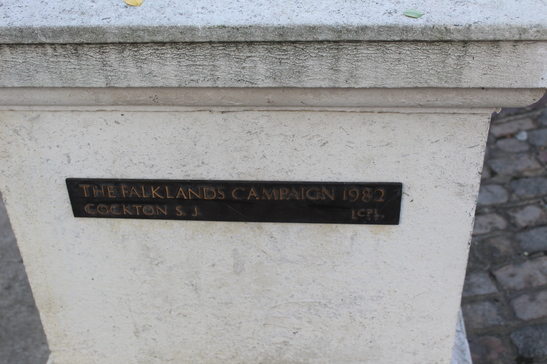 THE FALKLANDS CAMPAIGN 1982
COCKTON S. J. LCPL.